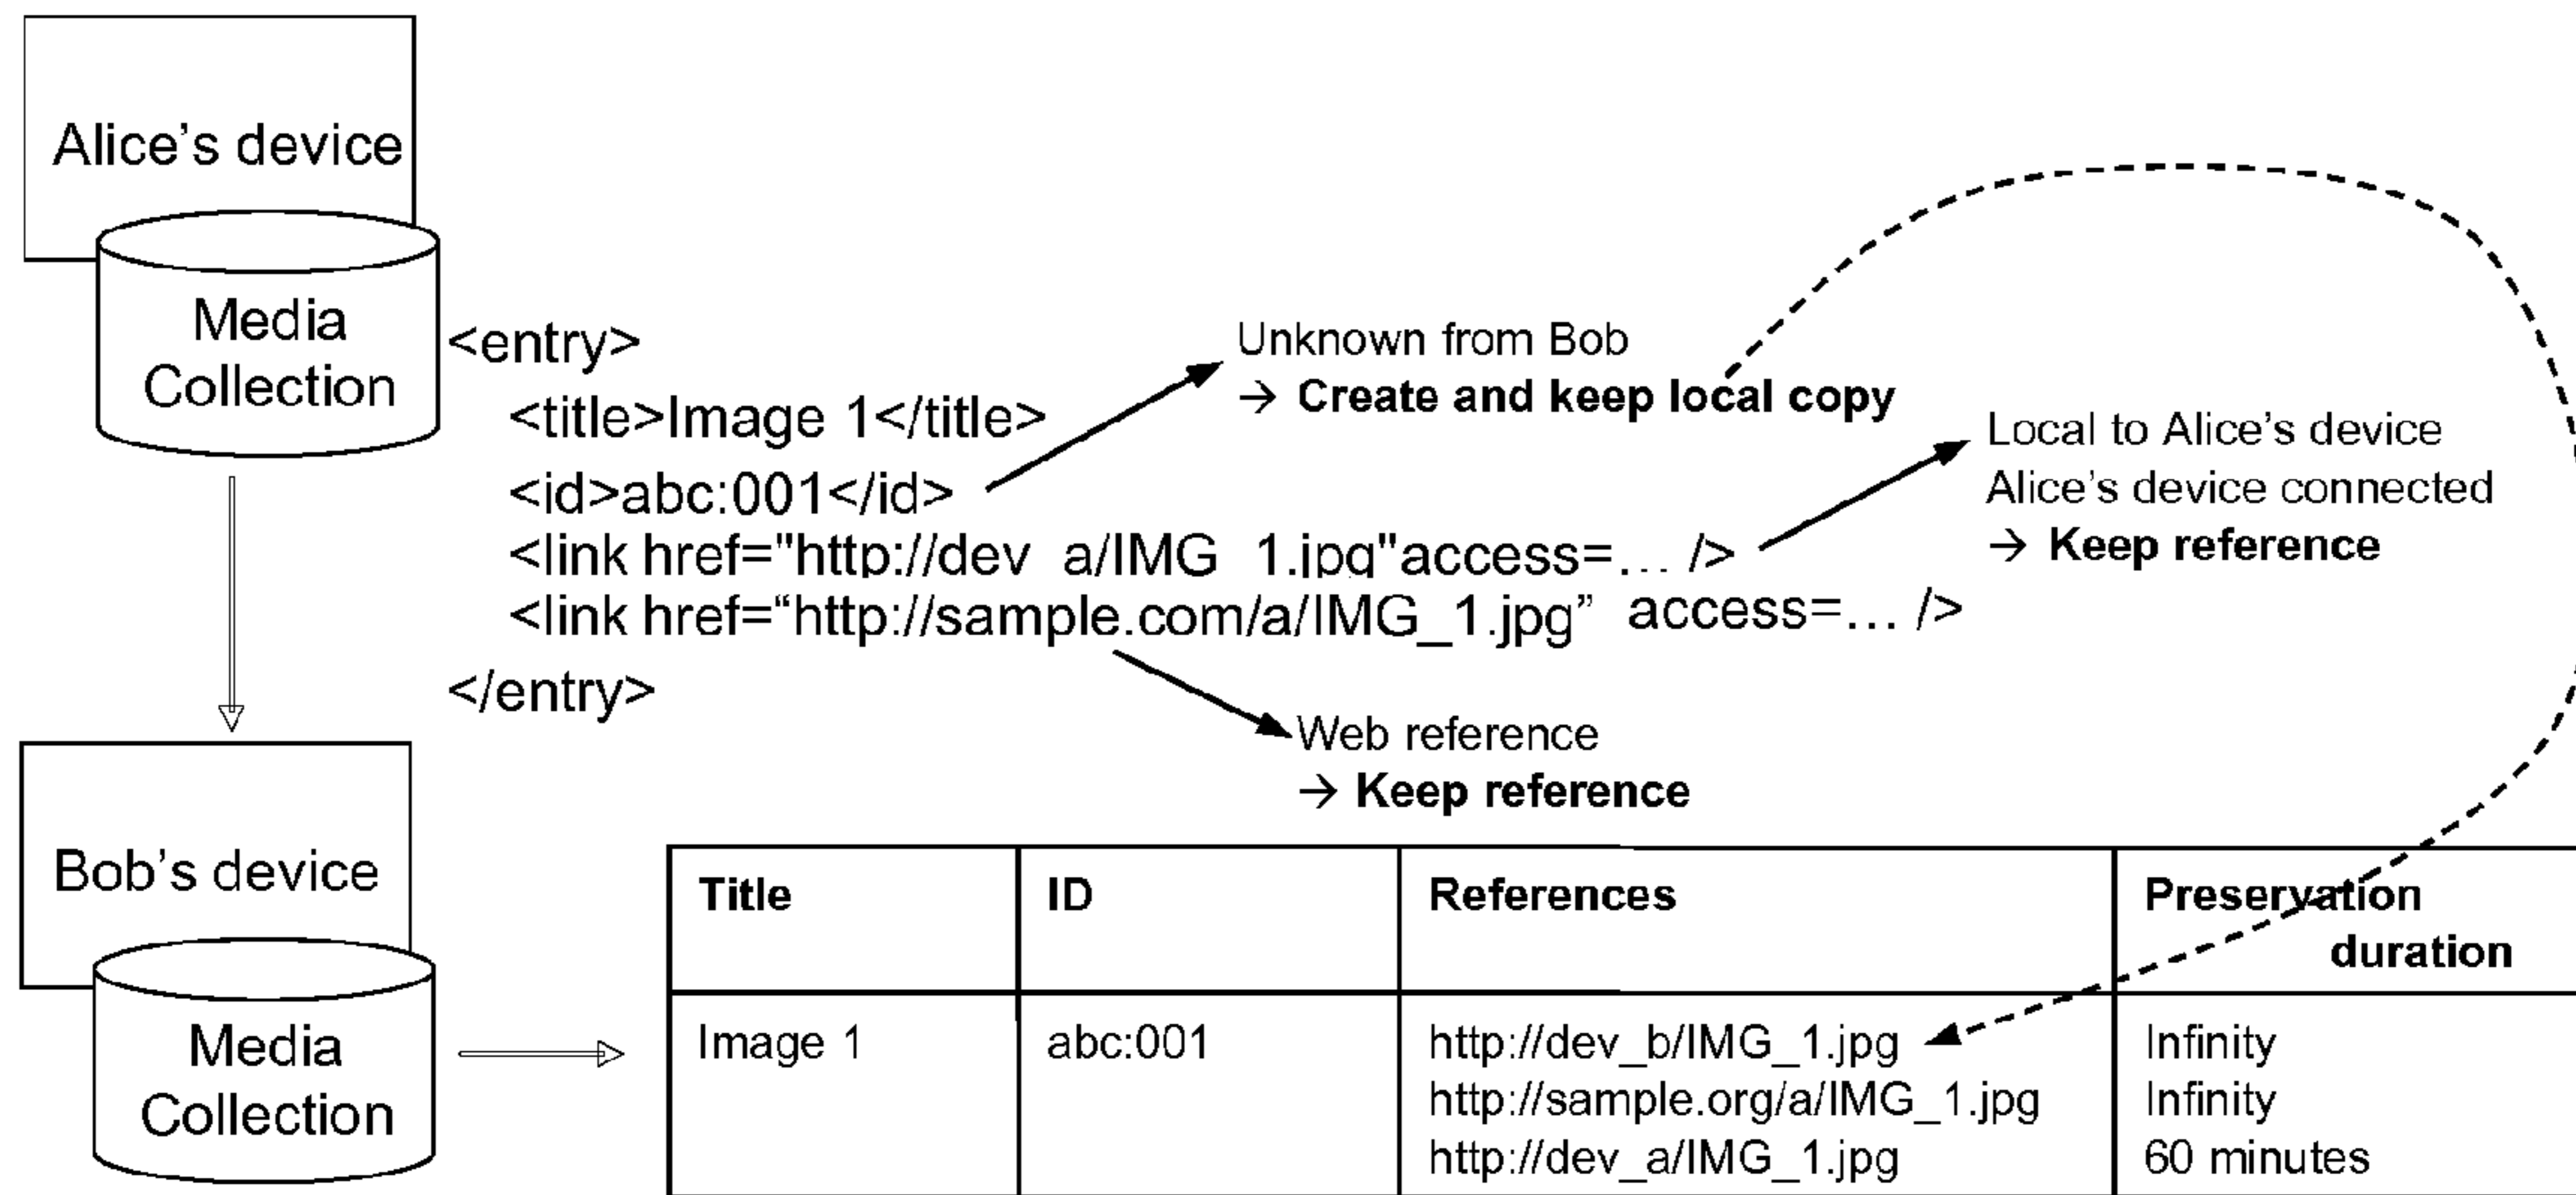 Alice's device
Media
Collection
<entry>
<title>Image 1</title>
<id>abc:001</id>
<link href="http://dev_a/IMG_1.jpg"access=... />
<link href=“http://sample.com/a/IMG_1.jpg” access=... />
</entry>
Unknown from Bob
→ Create and keep local copy
Local to Alice's device
Alice's device connected
→ Keep reference
Web reference
→ Keep reference
Bob's device
Media
Collection
Title ID References Preservation
duration
Image 1 abc:001 http://dev_b/IMG_1.jpg Infinity
http://sample.org/a/IMG_1.jpg Infinity
http://dev_a/IMG_1.jpg 60 minutes